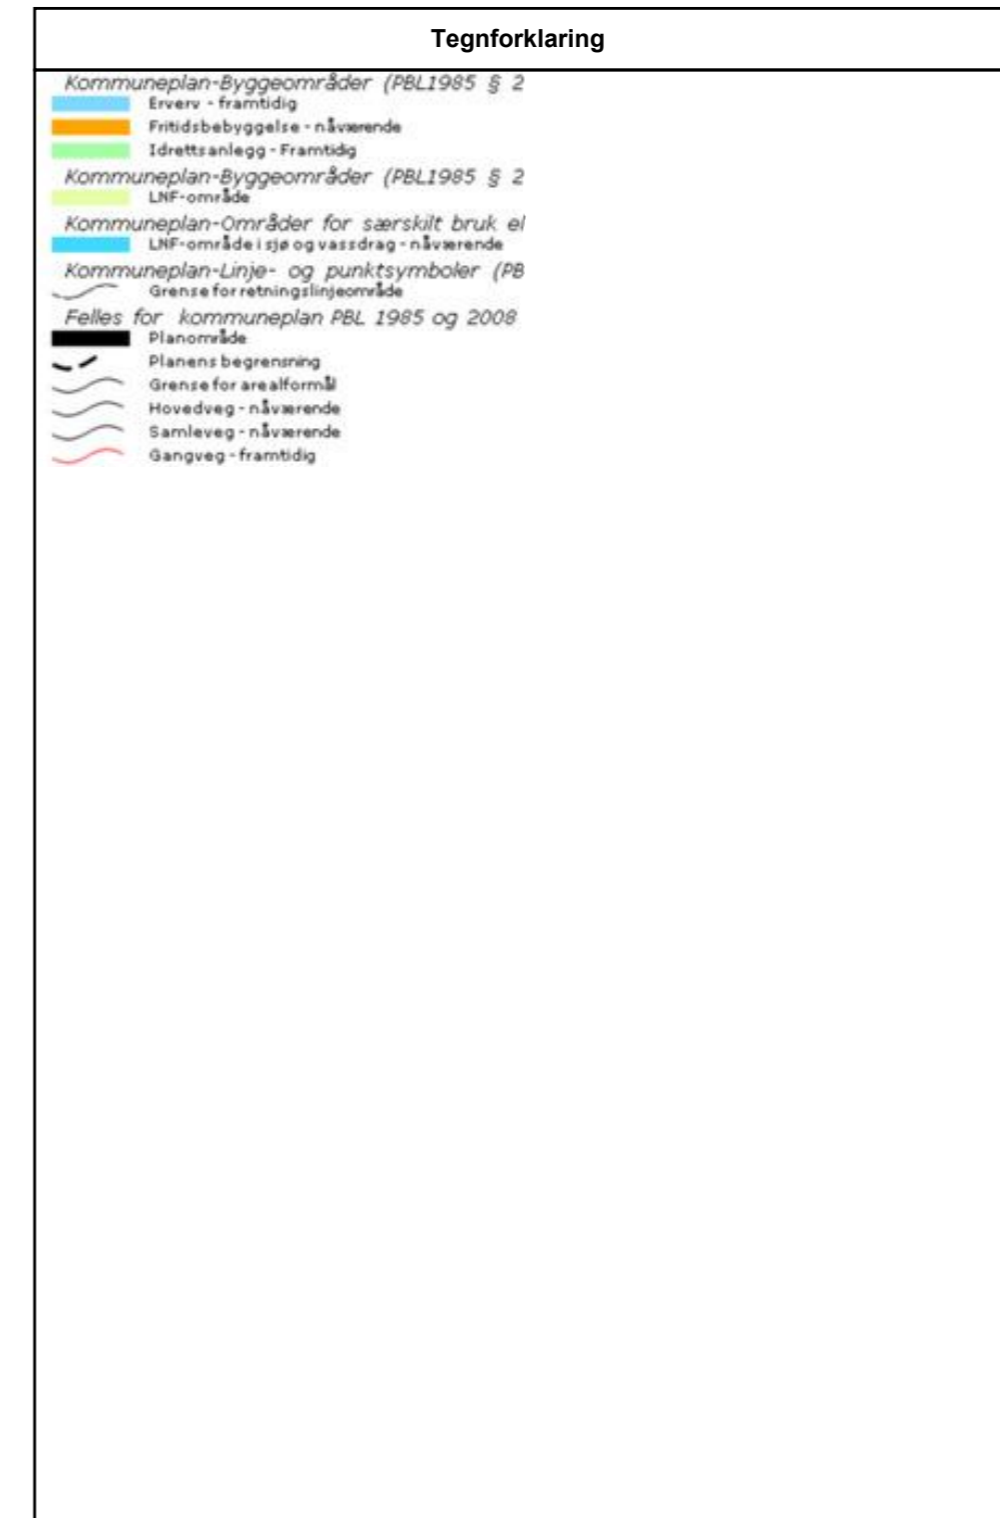 Tegnforklaring
Kommuneplan-Byggeområder (PBL1985 § 2
Erverv - framtidig
Fritidsbebyggelse - nåværende
Idrettsanlegg - Framtidig
Kommuneplan-Byggeområder (PBL1985 § 2
LNF-område
Kommuneplan-Områder for særskilt bruk el
LNF-område i sjø og vassdrag - nåværende
Kommuneplan-Linje- og punktsymboler (PB
Grense for retningslinjeområde
Felles for kommuneplan PBL 1985 og 2008
Planområde
Planens begrensning
Grense for arealformål
Hovedveg - nåværende
Samleveg - nåværende
Gangveg - framtidig